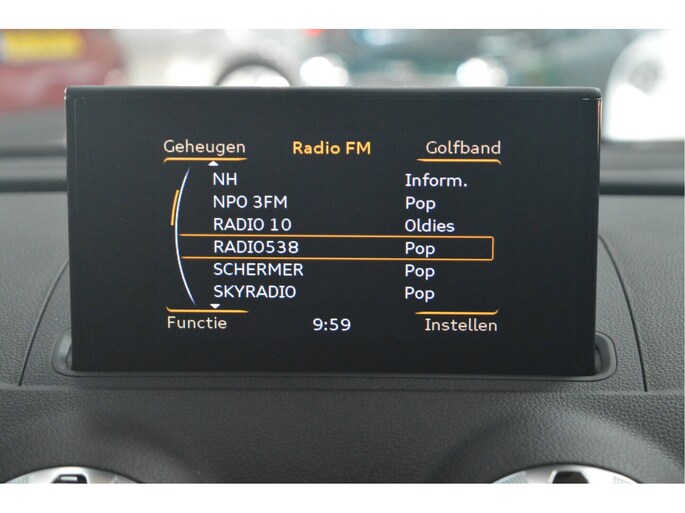 Geheugen Radio FM Golfband
NH Inform.
NPO 3FM Pop
RADIO 10 Oldies
RADIO538 Pop
SCHERMER Pop
SKYRADIO Pop
Functie 9:59 Instellen